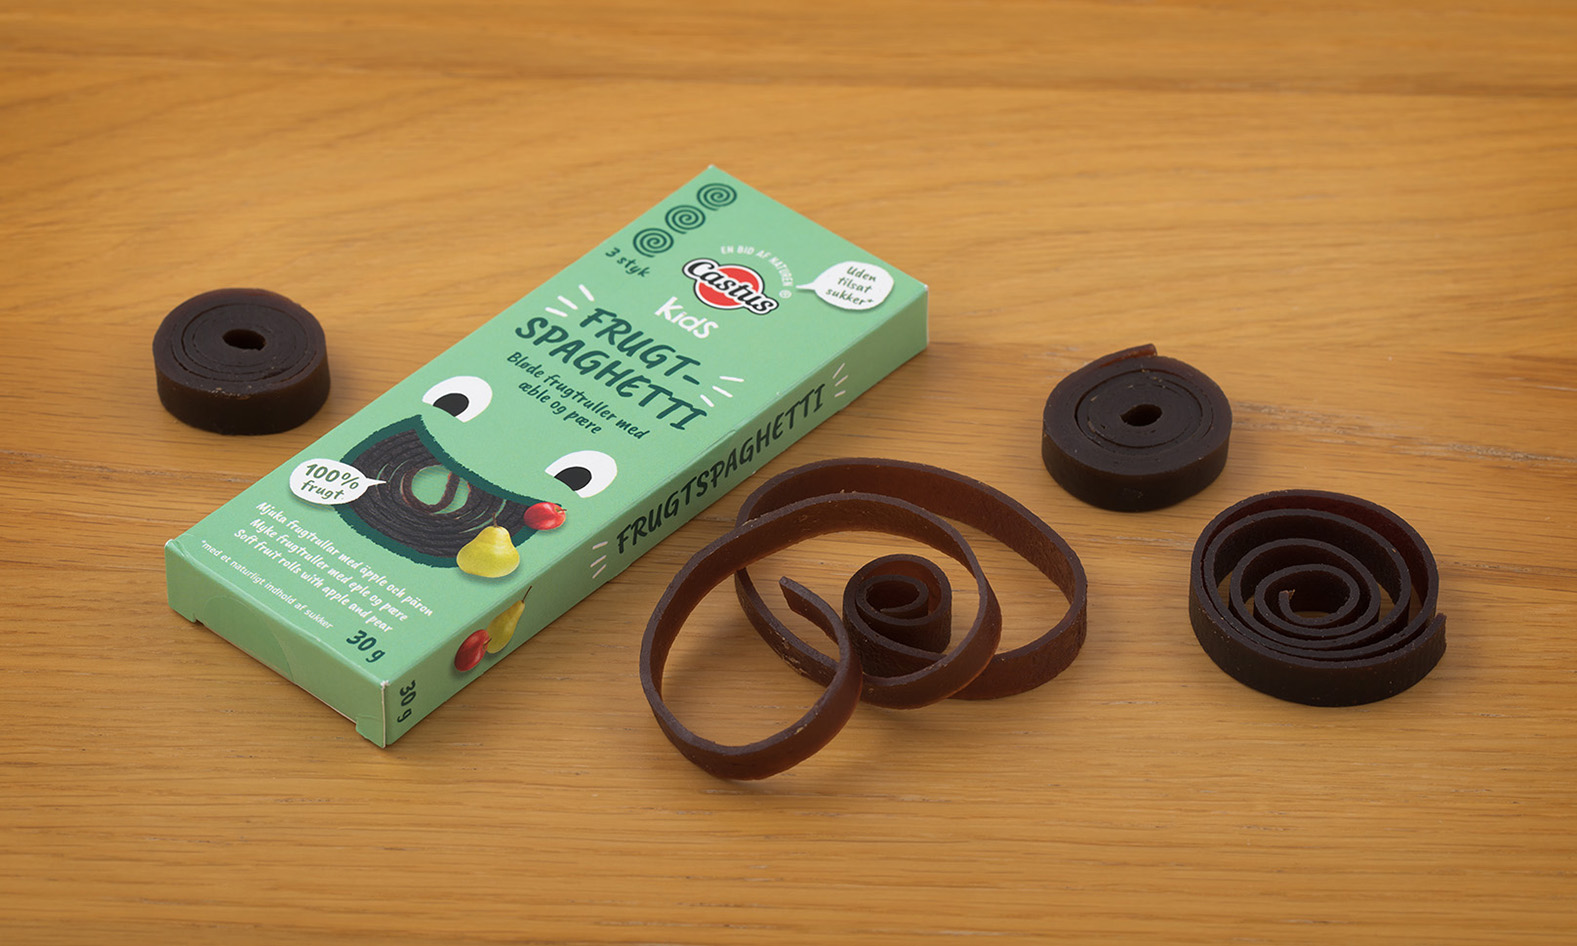 3 styk
EN BID AF NATUREN
Castus
®
Kids
Uden
tilsat
sukker*
FRUGT-
SPAGHETTI
Bløde frugtruller med
æble og pære
100%
frugt
Mjuka frugtrullar med äpple och päron
Myke frugtruller med eple og pære
Soft fruit rolls with apple and pear
*med et naturligt indhold af sukker
30 g
FRUGTSPAGHETTI
30 g